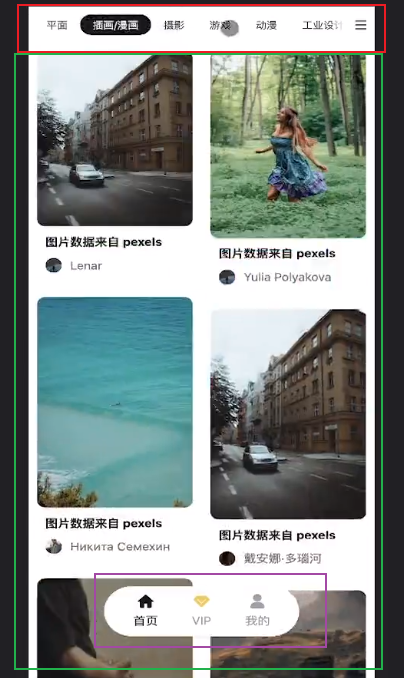 平面 插画/漫画 摄影 游戏 动漫 工业设计
图片数据来自 pexels
Lenar
图片数据来自 pexels
Yulia Polyakova
图片数据来自 pexels
Никита Семехин
图片数据来自 pexels
戴安娜·多瑙河
首页 VIP 我的